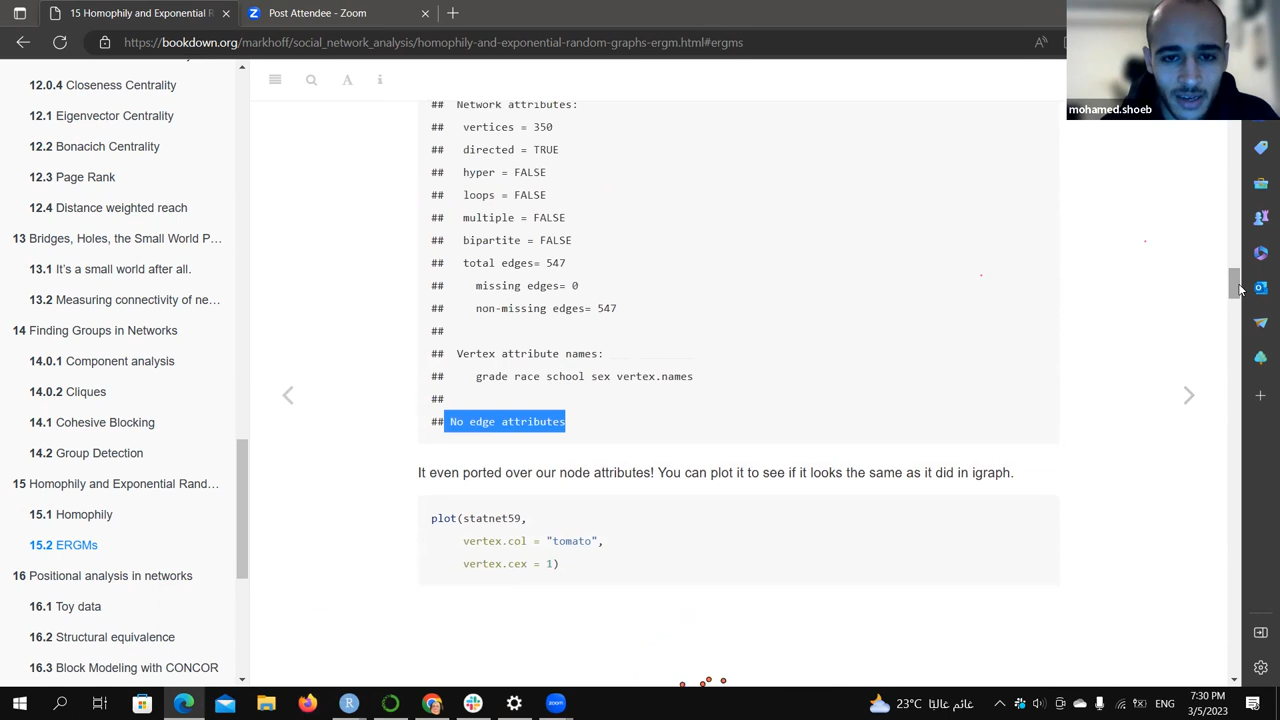 15 Homophily and Exponential R
Post Attendee - Zoom
https://bookdown.org/markhoff/social_network_analysis/homophily-and-exponential-random-graphs-ergm.html#ergms
mohamed.shoeb
12.0.4 Closeness Centrality
12.1 Eigenvector Centrality
12.2 Bonacich Centrality
12.3 Page Rank
12.4 Distance weighted reach
13 Bridges, Holes, the Small World P…
13.1 It's a small world after all.
13.2 Measuring connectivity of ne…
14 Finding Groups in Networks
14.0.1 Component analysis
14.0.2 Cliques
14.1 Cohesive Blocking
14.2 Group Detection
15 Homophily and Exponential Rand…
15.1 Homophily
15.2 ERGMs
16 Positional analysis in networks
16.1 Toy data
16.2 Structural equivalence
16.3 Block Modeling with CONCOR
## Network attributes:
## vertices = 350
## directed = TRUE
## hyper = FALSE
## loops = FALSE
## multiple = FALSE
## bipartite = FALSE
## total edges= 547
## missing edges= 0
## non-missing edges= 547
##
## Vertex attribute names:
## grade race school sex vertex.names
##
## No edge attributes
It even ported over our node attributes! You can plot it to see if it looks the same as it did in igraph.
plot(statnet59,
vertex.col = "tomato",
vertex.cex = 1)
23°C غائم غالبًا
ENG
7:30 PM
3/5/2023